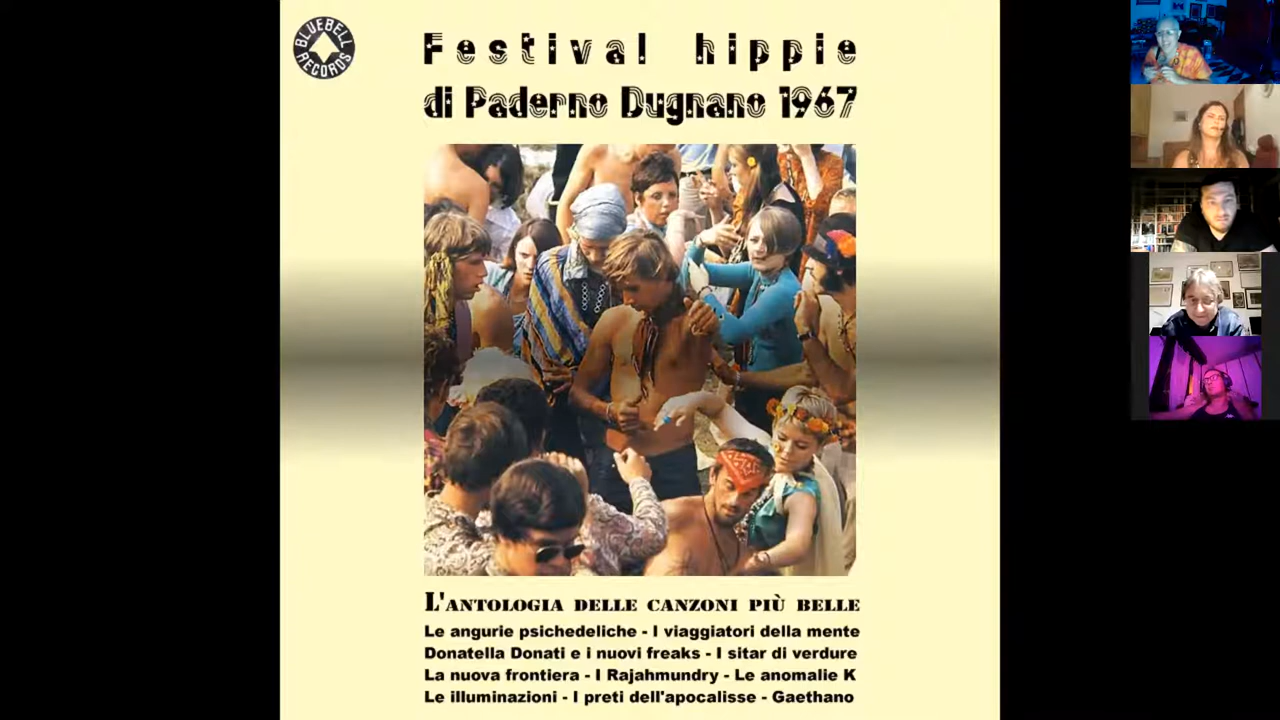 BLUEBELL
RECORDS
Festival hippie
di Paderno Dugnano 1967
L'ANTOLOGIA DELLE CANZONI PIÙ BELLE
Le angurie psichedeliche - I viaggiatori della mente
Donatella Donati e i nuovi freaks - I sitar di verdure
La nuova frontiera - I Rajahmundry - Le anomalie K
Le illuminazioni - I preti dell'apocalisse - Gaethano